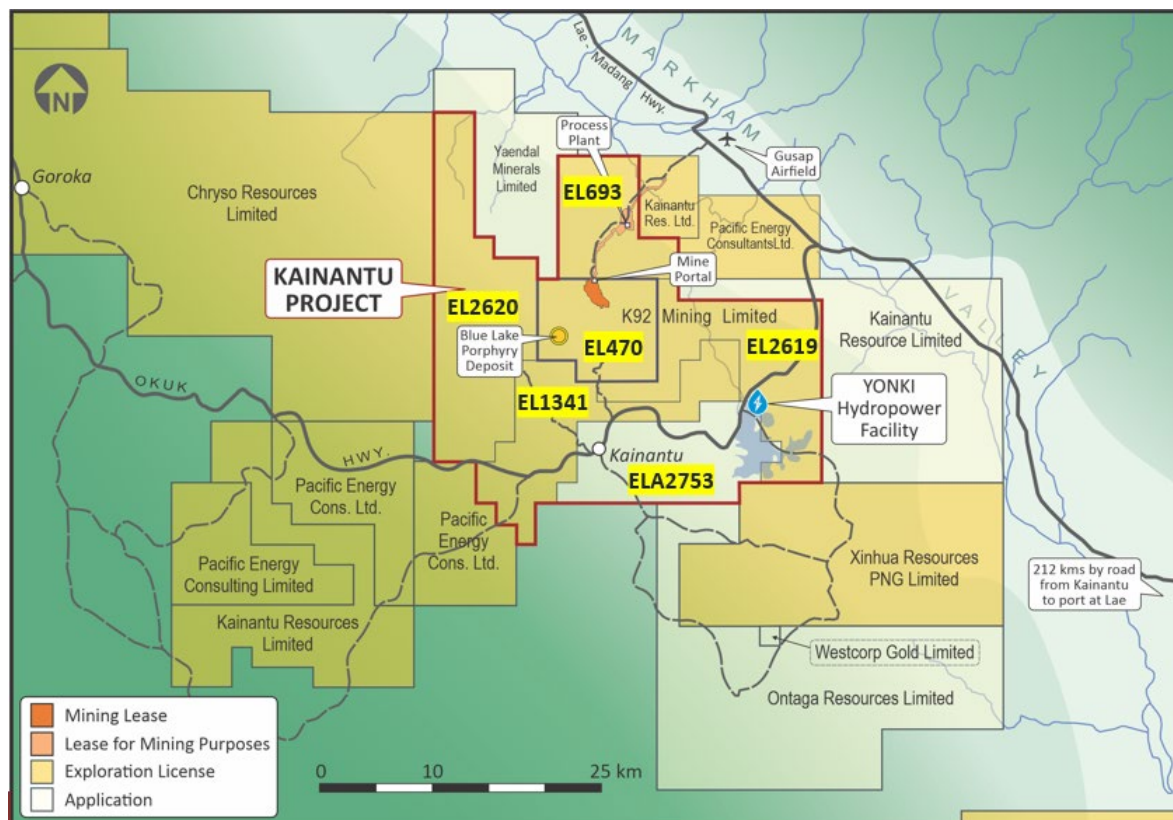 N
Goroka
Chryso Resources
Limited
Yaendal
Minerals
Limited
Process
Plant
EL693
Kainantu
Res. Ltd.
Lae - Madang Hwy.
MARKHAM
VALLEY
Gusap
Airfield
Pacific Energy
ConsultantsLtd.
Mine
Portal
KAINANTU
PROJECT
EL2620
K92 Mining Limited
Blue Lake
Porphyry
Deposit
EL470
EL2619
Kainantu
Resource Limited
EL1341
YONKI
Hydropower
Facility
OKUK
HWY.
Kainantu
ELA2753
Pacific Energy
Cons. Ltd.
Pacific
Energy
Cons. Ltd.
Pacific Energy
Consulting Limited
Kainantu Resources
Limited
Xinhua Resources
PNG Limited
212 kms by road
from Kainantu
to port at Lae
Westcorp Gold Limited
Ontaga Resources Limited
Mining Lease
Lease for Mining Purposes
Exploration License
Application
0 10 25 km